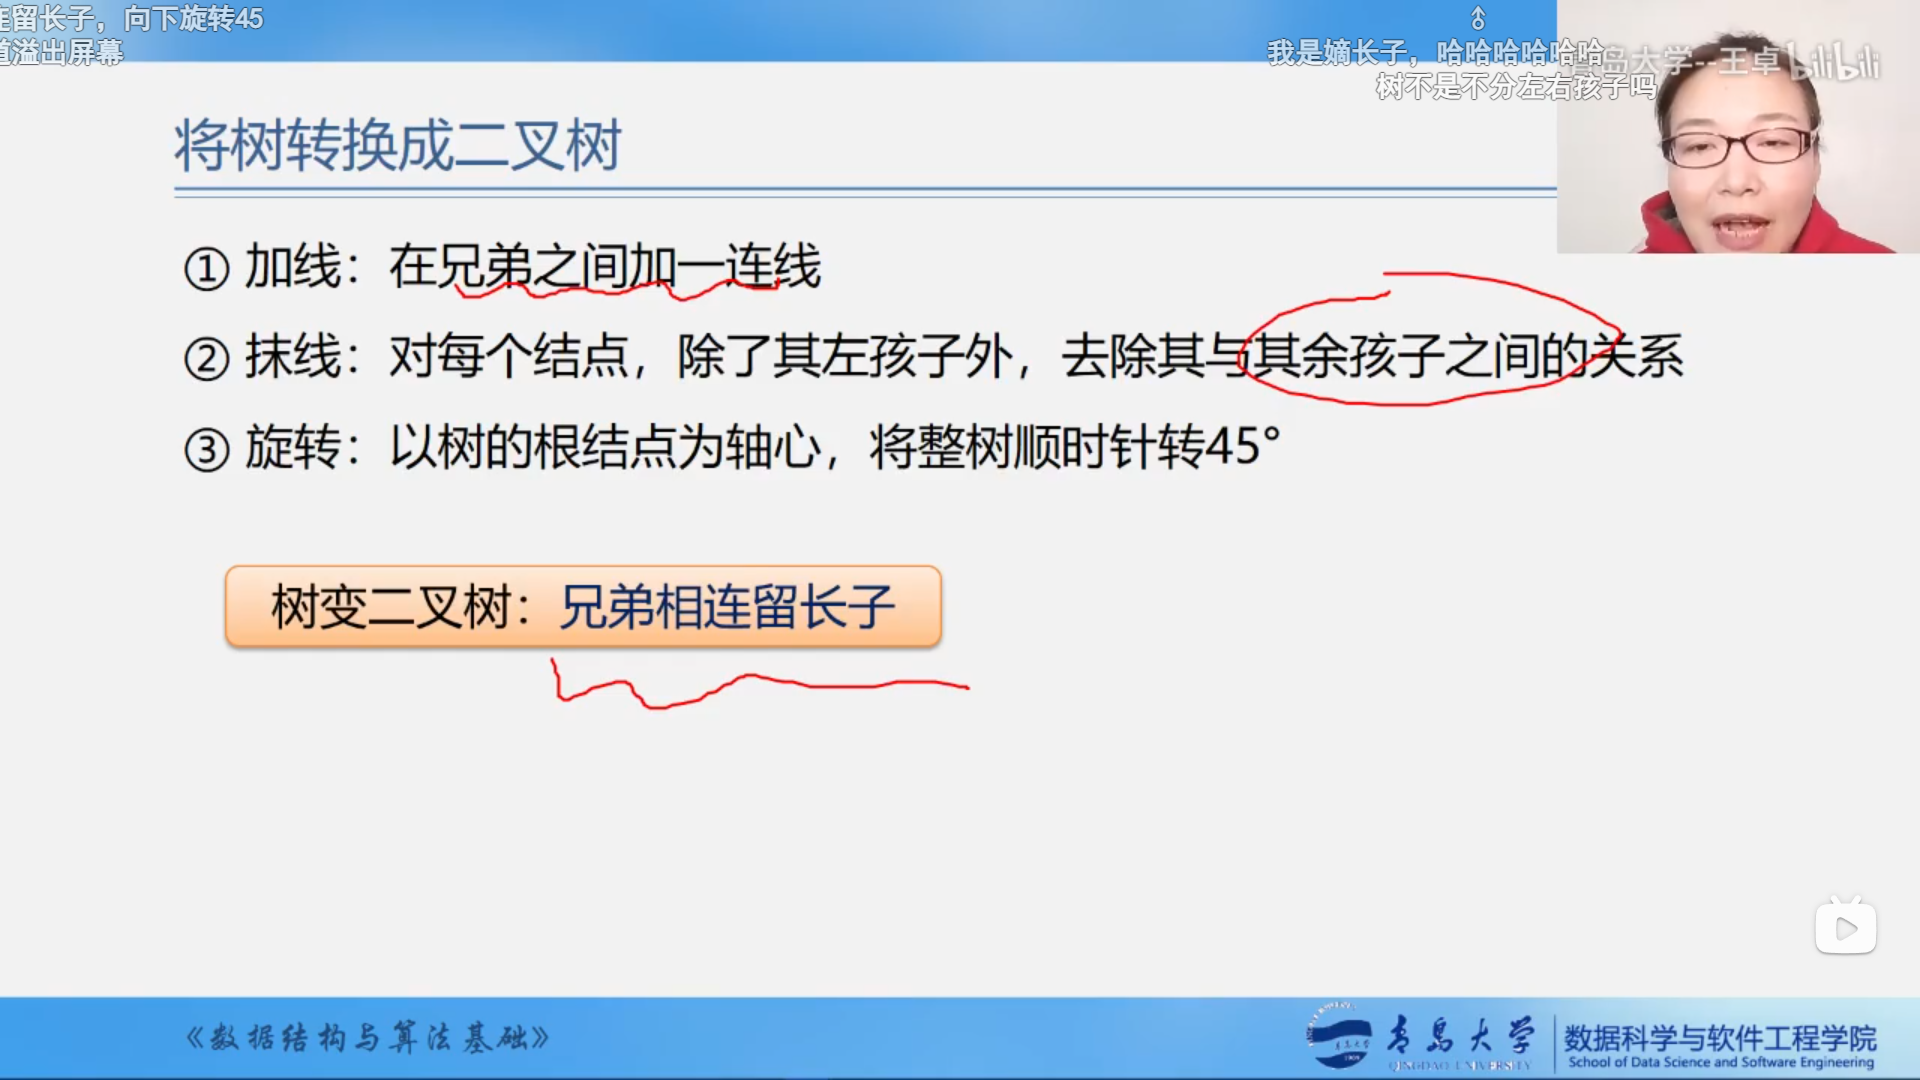 连留长子，向下旋转45
道溢出屏幕
我是嫡长子，哈哈哈哈哈哈
青岛大学--王卓 bilibili
树不是不分左右孩子吗
将树转换成二叉树
① 加线：在兄弟之间加一连线
② 抹线：对每个结点，除了其左孩子外，去除其与其余孩子之间的关系
③ 旋转：以树的根结点为轴心，将整树顺时针转45°
树变二叉树：兄弟相连留长子
《数据结构与算法基础》
青岛大学
QINGDAO UNIVERSITY
数据科学与软件工程学院
School of Data Science and Software Engineering